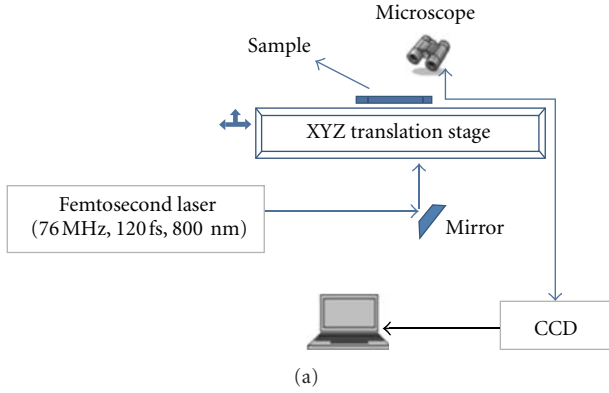 Microscope
Sample
XYZ translation stage
Femtosecond laser
(76 MHz, 120 fs, 800 nm)
Mirror
CCD
(a)